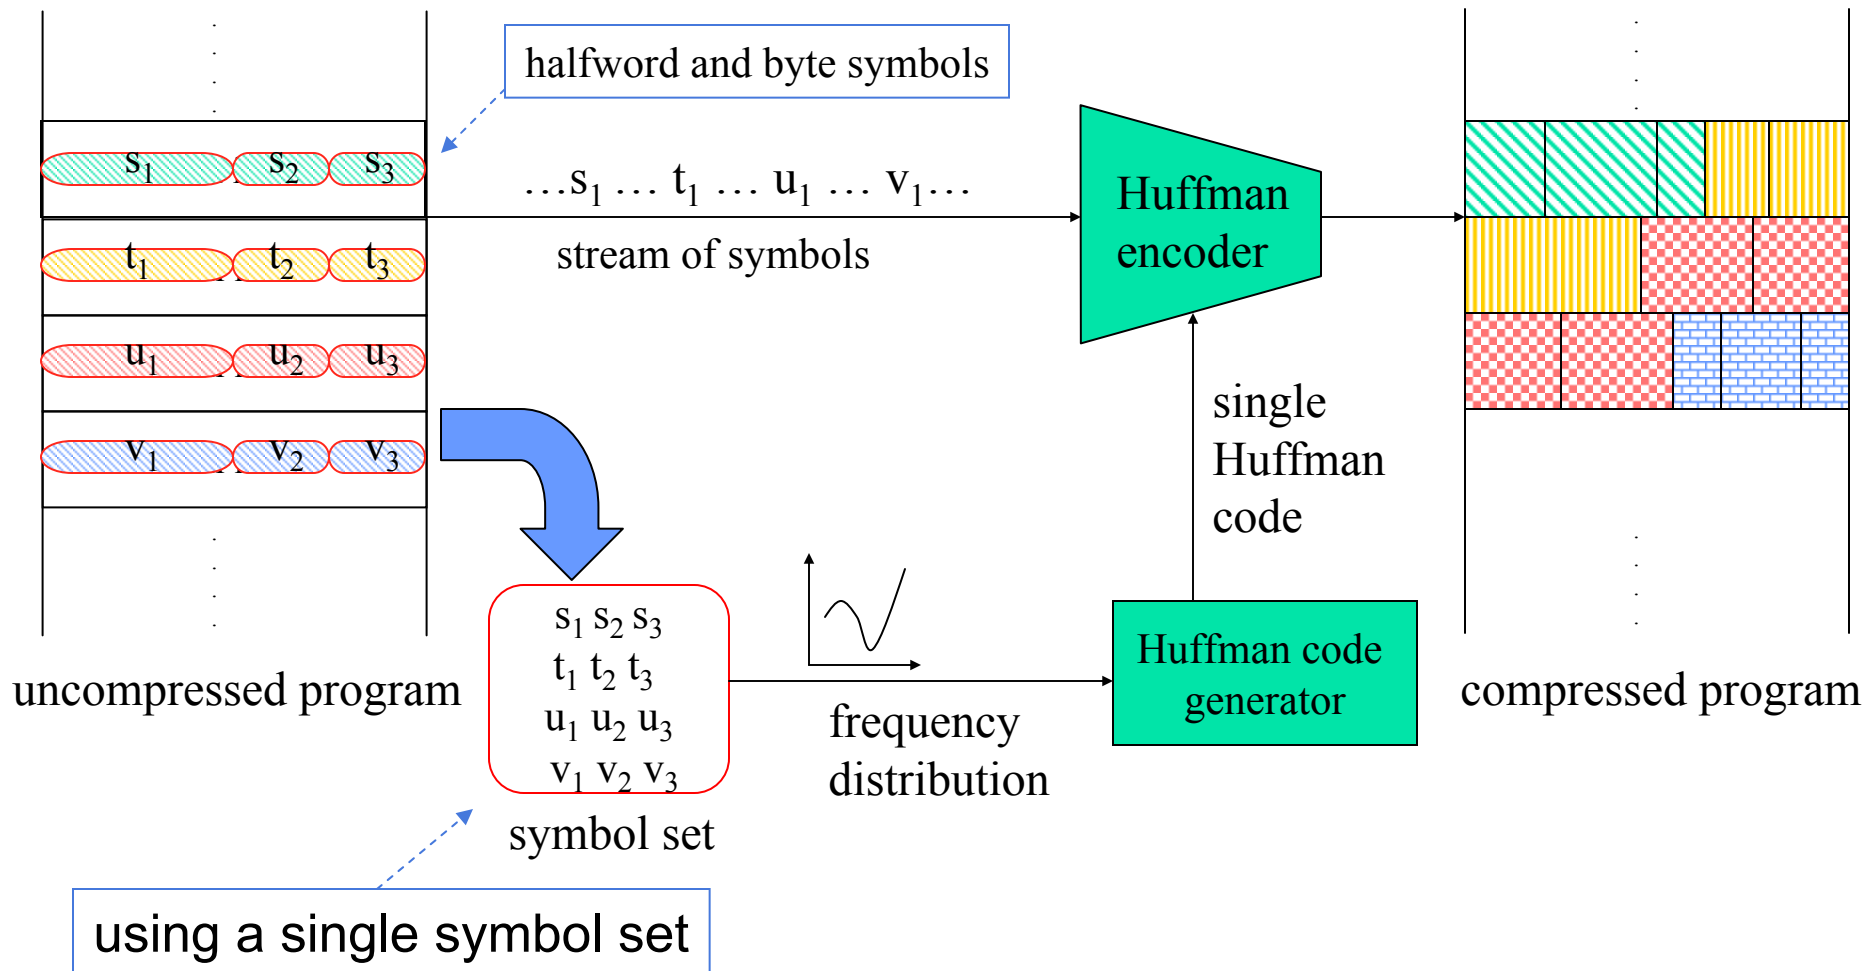 halfword and byte symbols
s₁ s₂ s₃
…s₁ … t₁ … u₁ … v₁…
Huffman
encoder
t₁ t₂ t₃
stream of symbols
u₁ u₂ u₃
v₁ v₂ v₃
single
Huffman
code
s₁ s₂ s₃
t₁ t₂ t₃
u₁ u₂ u₃
v₁ v₂ v₃
Huffman code
generator
uncompressed program
compressed program
frequency
distribution
symbol set
using a single symbol set